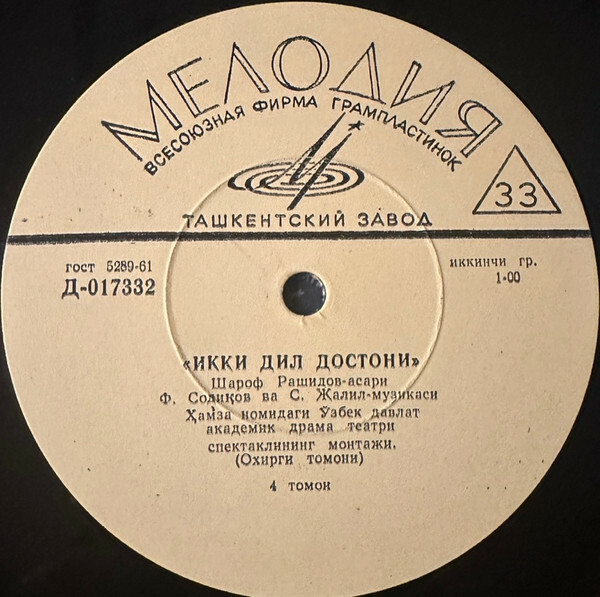 МЕЛОДИЯ
ВСЕСОЮЗНАЯ ФИРМА ГРАМПЛАСТИНОК
33
ТАШКЕНТСКИЙ ЗАВОД
гост 5289-61
Д-017332
иккинчи гр.
1-00
«ИККИ ДИЛ ДОСТОНИ»
Шароф Рашидов-асари
Ф. Содиқов ва С. Жалил-музикаси
Ҳамза номидаги Ўзбек давлат
академик драма театри
спектаклининг монтажи.
(Охирги томони)
4 томон